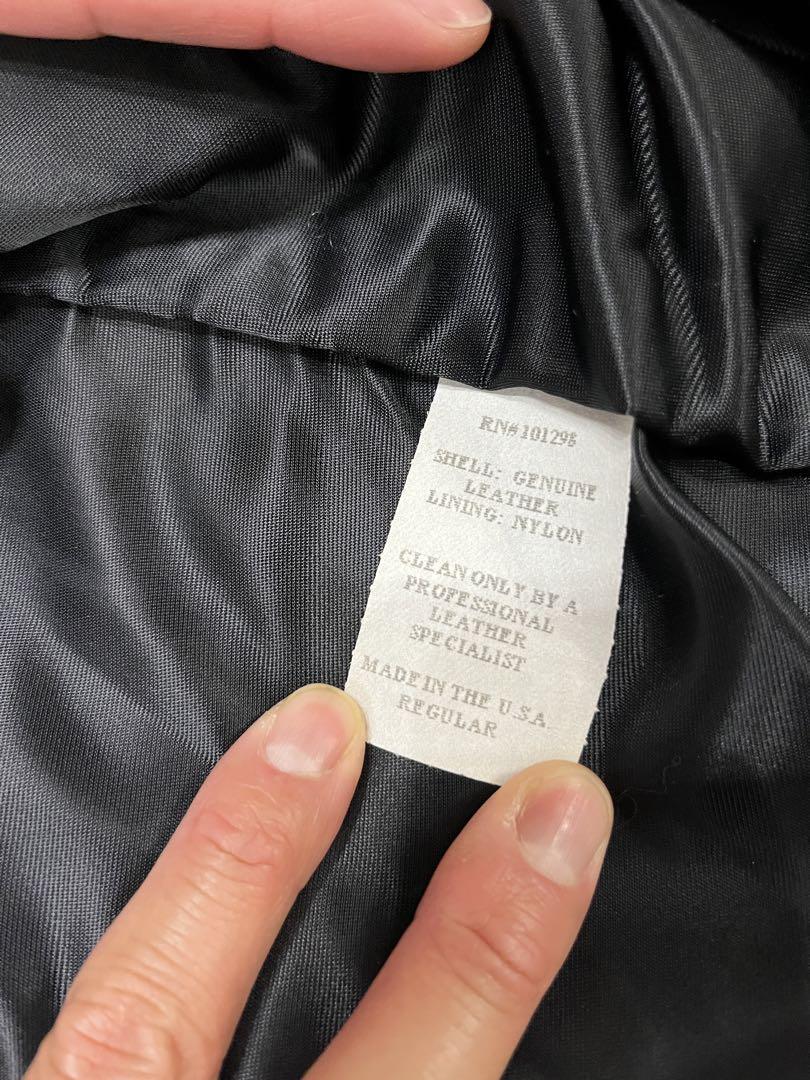 RN#101298
SHELL: GENUINE
LEATHER
LINING: NYLON
CLEAN ONLY BY A
PROFESSIONAL
LEATHER
SPECIALIST
MADE IN THE U.S.A.
REGULAR